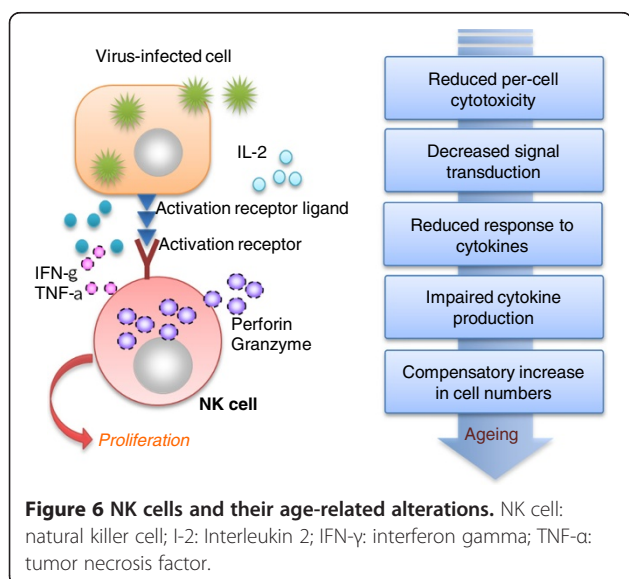 Virus-infected cell
IL-2
Activation receptor ligand
Activation receptor
IFN-g
TNF-a
Perforin
Granzyme
NK cell
Proliferation
Reduced per-cell
cytotoxicity
Decreased signal
transduction
Reduced response to
cytokines
Impaired cytokine
production
Compensatory increase
in cell numbers
Ageing
Figure 6 NK cells and their age-related alterations. NK cell:
natural killer cell; I-2: Interleukin 2; IFN-γ: interferon gamma; TNF-α:
tumor necrosis factor.